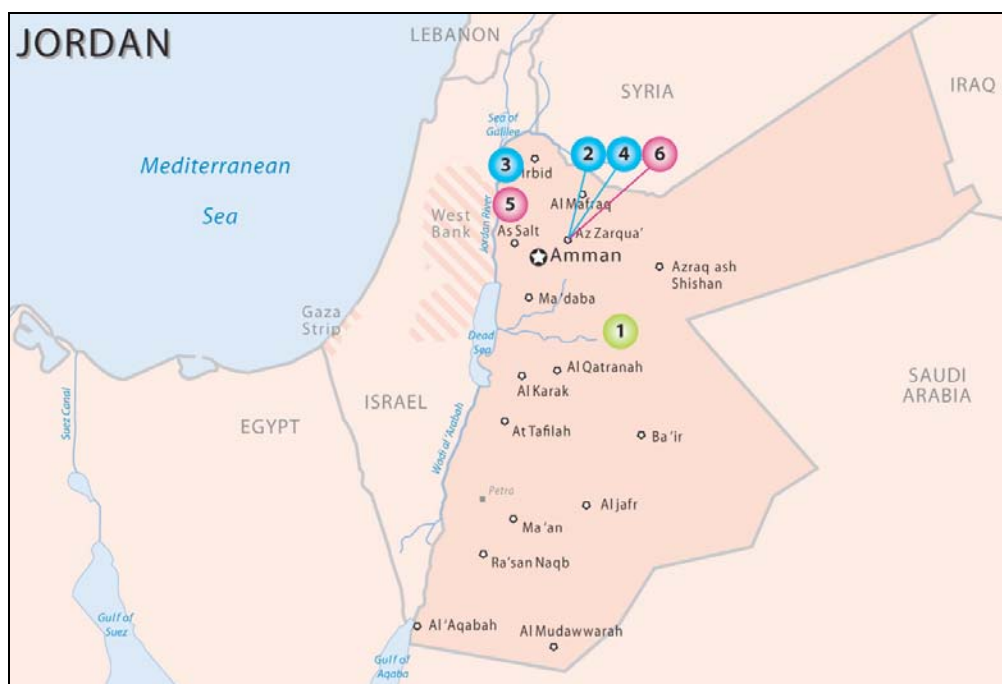 JORDAN
LEBANON
SYRIA
IRAQ
Sea of
Galilee
Mediterranean
Sea
3
2
4
6
Irbid
5
Al Mafraq
West
Bank
Jordan River
As Salt
Az Zarqua'
Amman
Azraq ash
Shishan
Ma'daba
Gaza
Strip
Dead
Sea
1
Al Qatranah
Al Karak
SAUDI
ARABIA
ISRAEL
Suez Canal
EGYPT
Wadi al 'Arabah
At Tafilah
Ba'ir
Petra
Al jafr
Ma'an
Ra'san Naqb
Gulf of
Suez
Al 'Aqabah
Al Mudawwarah
Gulf of
Aqaba